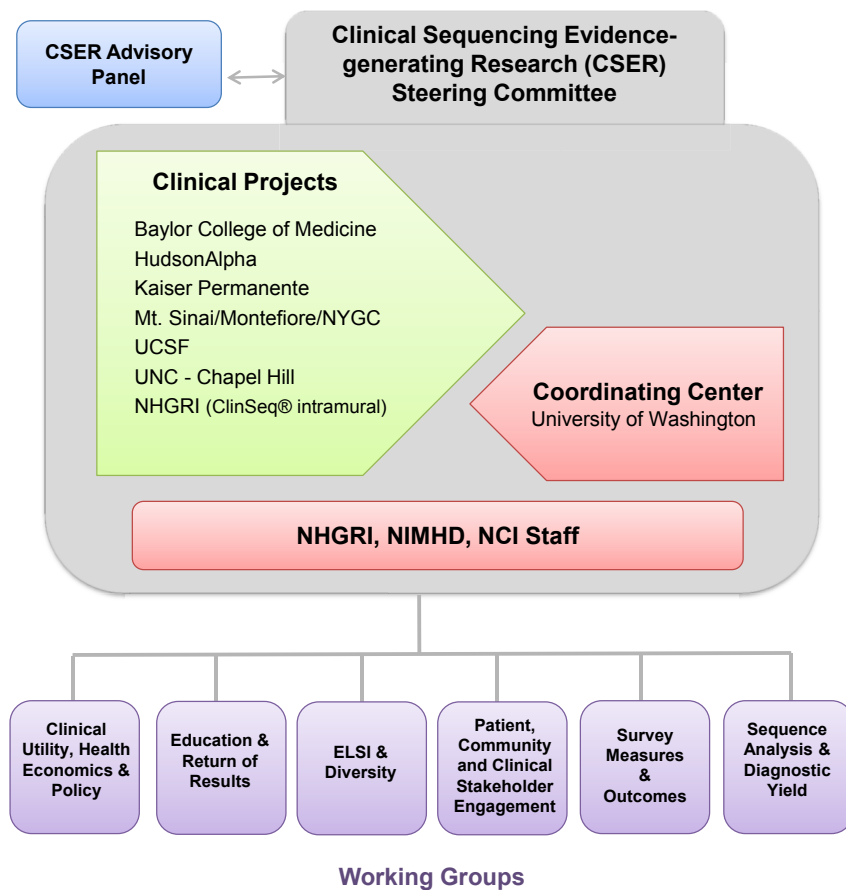 CSER Advisory
Panel
Clinical Sequencing Evidence-
generating Research (CSER)
Steering Committee
Clinical Projects
Baylor College of Medicine
HudsonAlpha
Kaiser Permanente
Mt. Sinai/Montefiore/NYGC
UCSF
UNC - Chapel Hill
NHGRI (ClinSeq® intramural)
Coordinating Center
University of Washington
NHGRI, NIMHD, NCI Staff
Clinical
Utility, Health
Economics &
Policy
Education &
Return of
Results
ELSI &
Diversity
Patient,
Community
and Clinical
Stakeholder
Engagement
Survey
Measures
&
Outcomes
Sequence
Analysis &
Diagnostic
Yield
Working Groups